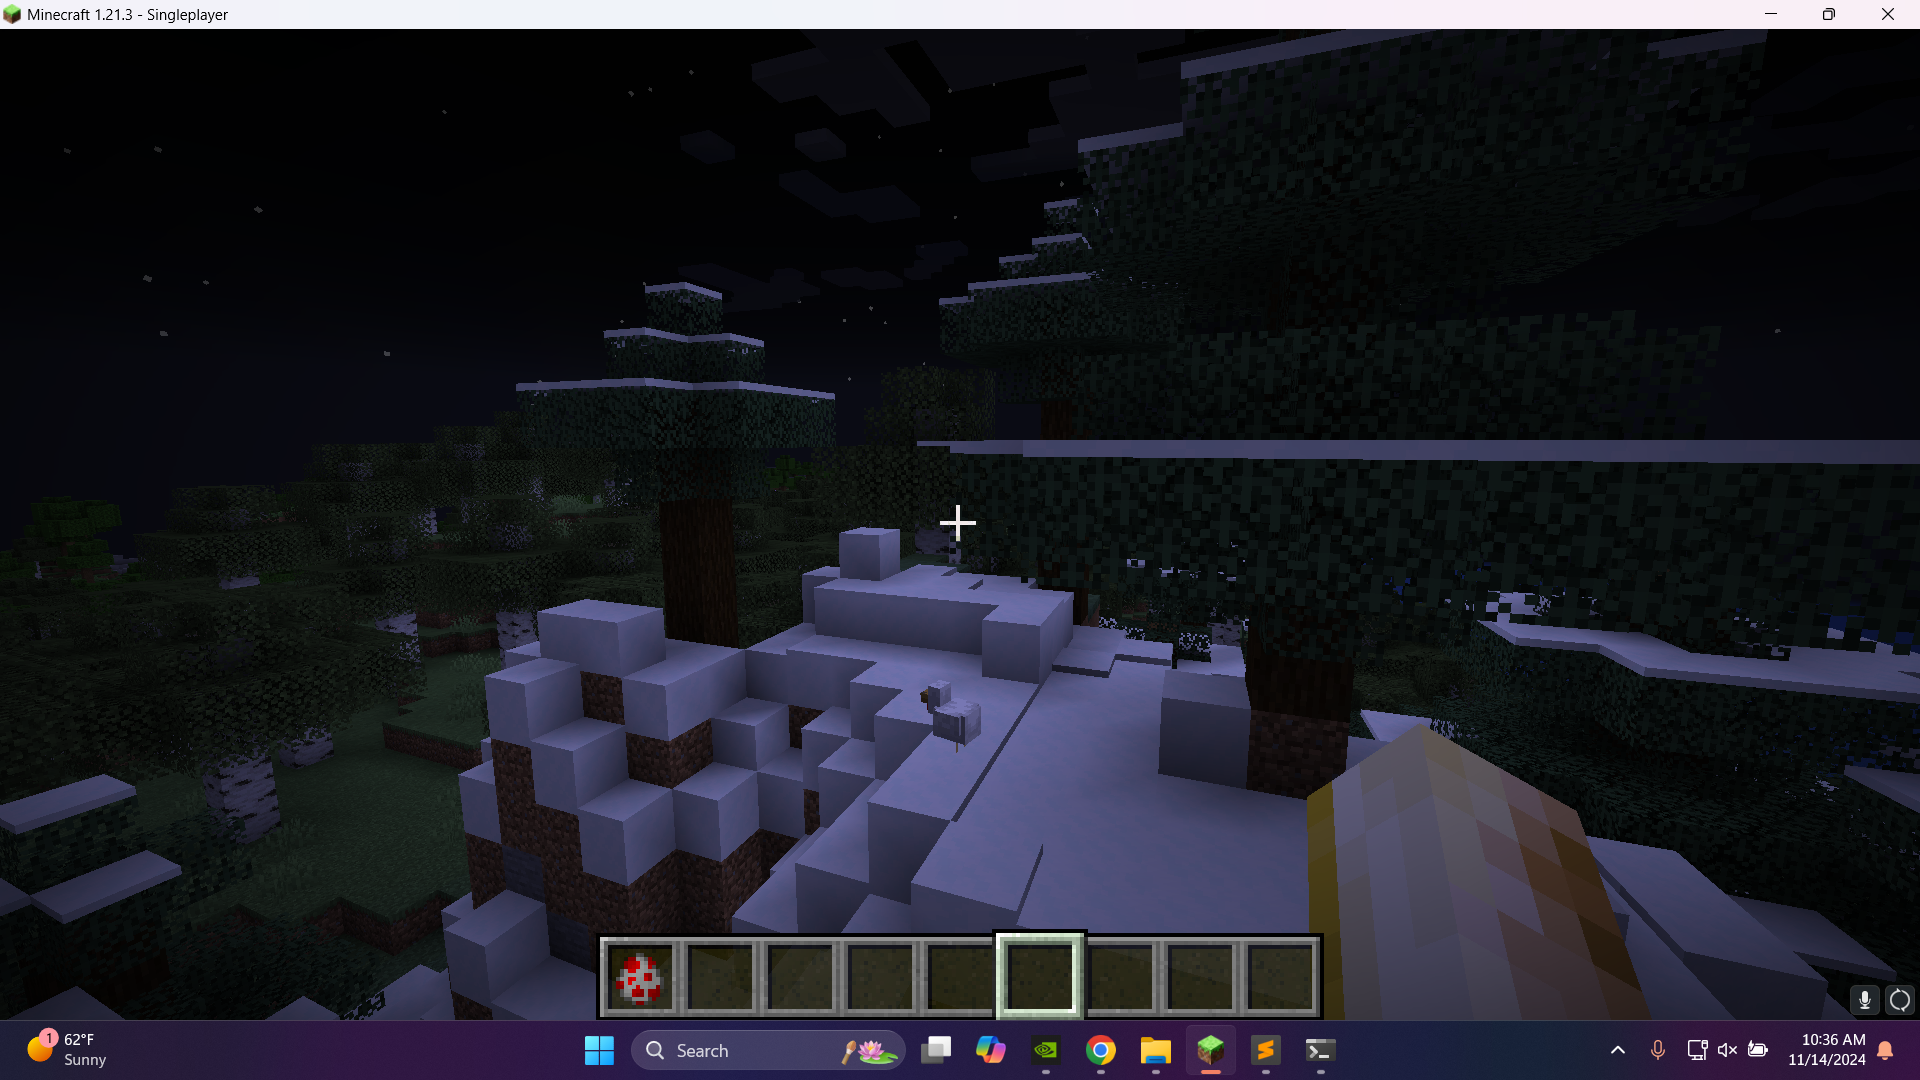 Minecraft 1.21.3 - Singleplayer
1
62°F
Sunny
Search
10:36 AM
11/14/2024